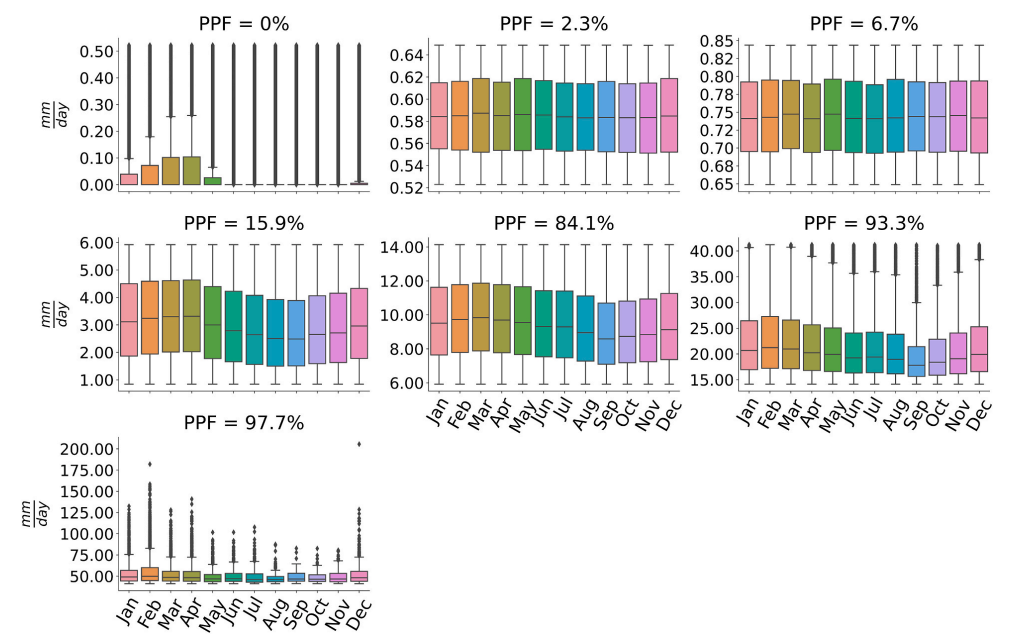 PPF = 0%
mm
day
0.50
0.40
0.30
0.20
0.10
0.00
PPF = 2.3%
0.64
0.62
0.60
0.58
0.56
0.54
0.52
PPF = 6.7%
0.85
0.82
0.80
0.78
0.75
0.72
0.70
0.68
0.65
PPF = 15.9%
mm
day
6.00
5.00
4.00
3.00
2.00
1.00
PPF = 84.1%
14.00
12.00
10.00
8.00
6.00
Jan Feb Mar Apr May Jun Jul Aug Sep Oct Nov Dec
PPF = 93.3%
40.00
35.00
30.00
25.00
20.00
15.00
Jan Feb Mar Apr May Jun Jul Aug Sep Oct Nov Dec
PPF = 97.7%
mm
day
200.00
175.00
150.00
125.00
100.00
75.00
50.00
Jan Feb Mar Apr May Jun Jul Aug Sep Oct Nov Dec